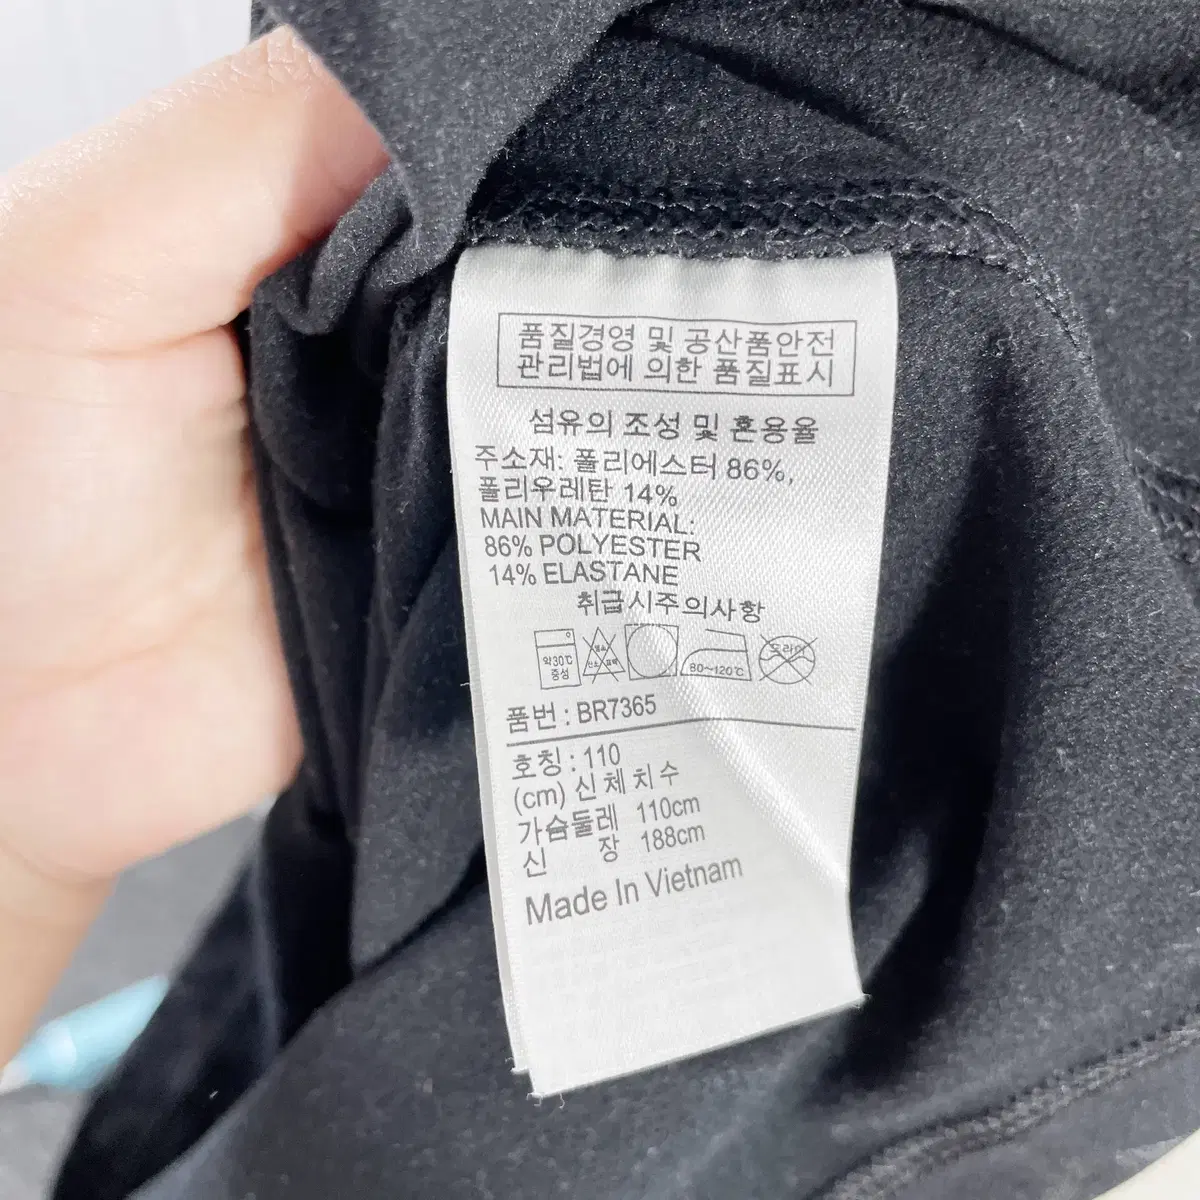 품질경영 및 공산품안전
관리법에 의한 품질표시
섬유의 조성 및 혼용율
주소재: 폴리에스터 86%,
폴리우레탄 14%
MAIN MATERIAL:
86% POLYESTER
14% ELASTANE
취급시주의사항
약30℃
중성
80~120℃
드라이
품번 : BR7365
호칭 : 110
(cm) 신체치수
가슴둘레 110cm
신 장 188cm
Made In Vietnam